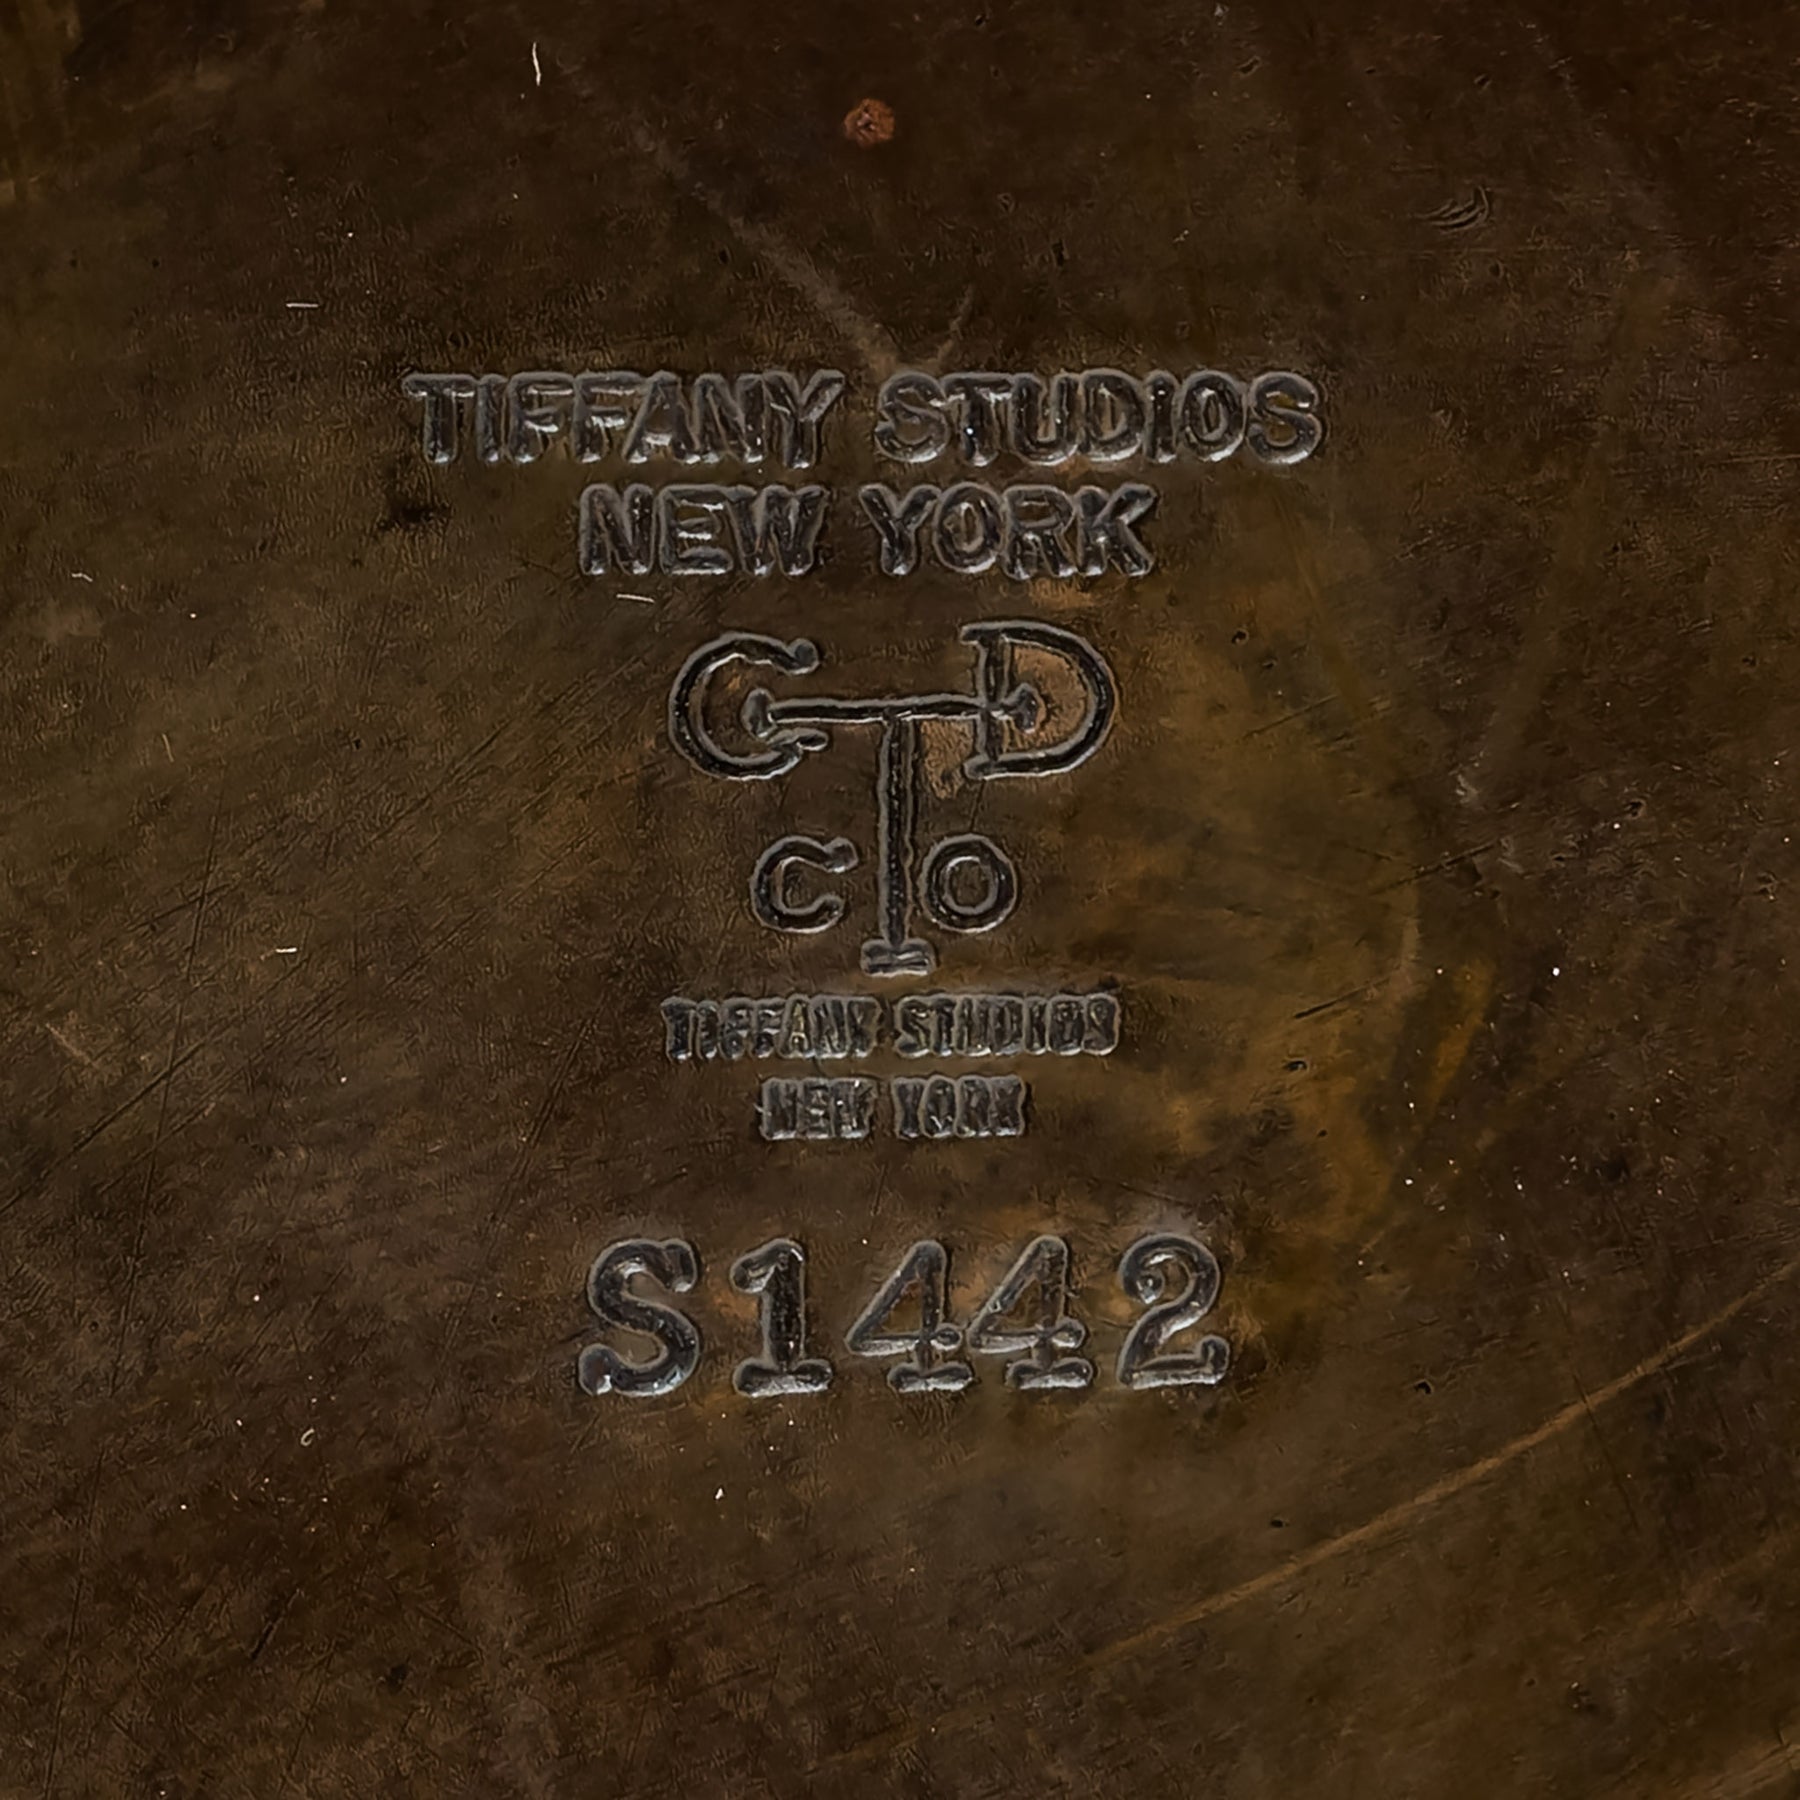 TIFFANY STUDIOS
NEW YORK
G T D
C O
TIFFANY STUDIOS
NEW YORK
S1442